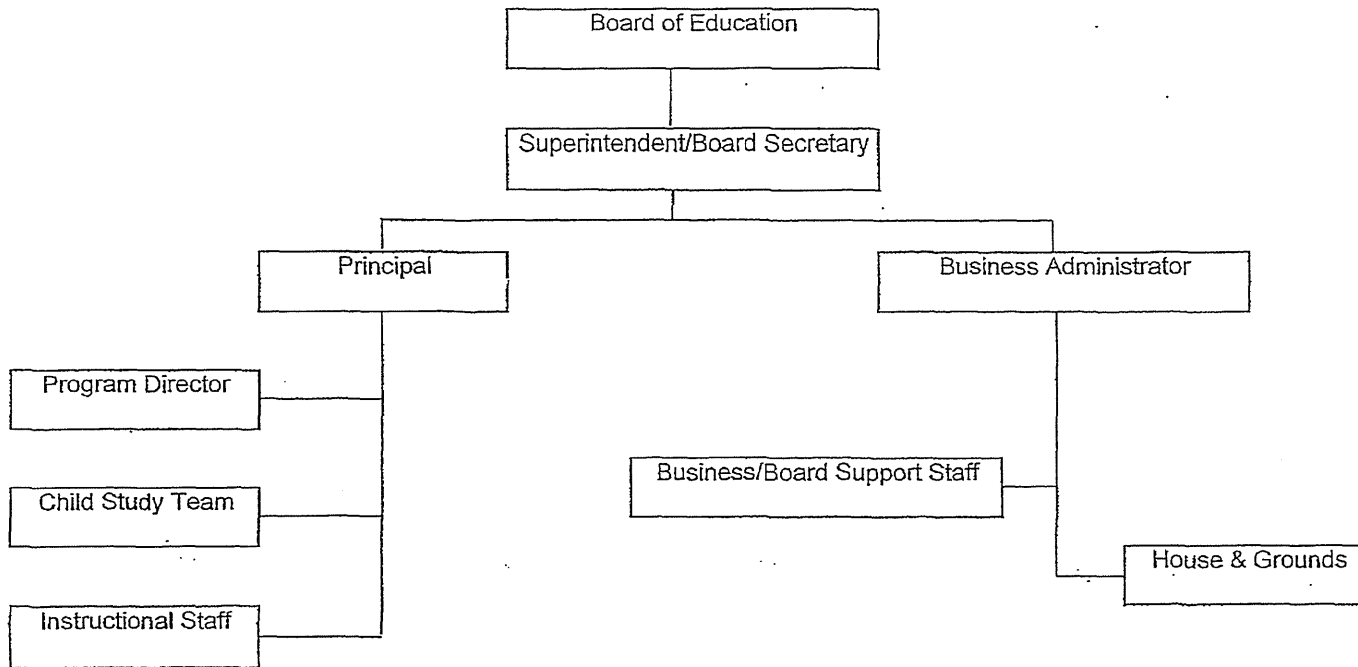 Board of Education
Superintendent/Board Secretary
Principal
Business Administrator
Program Director
Business/Board Support Staff
Child Study Team
House & Grounds
Instructional Staff